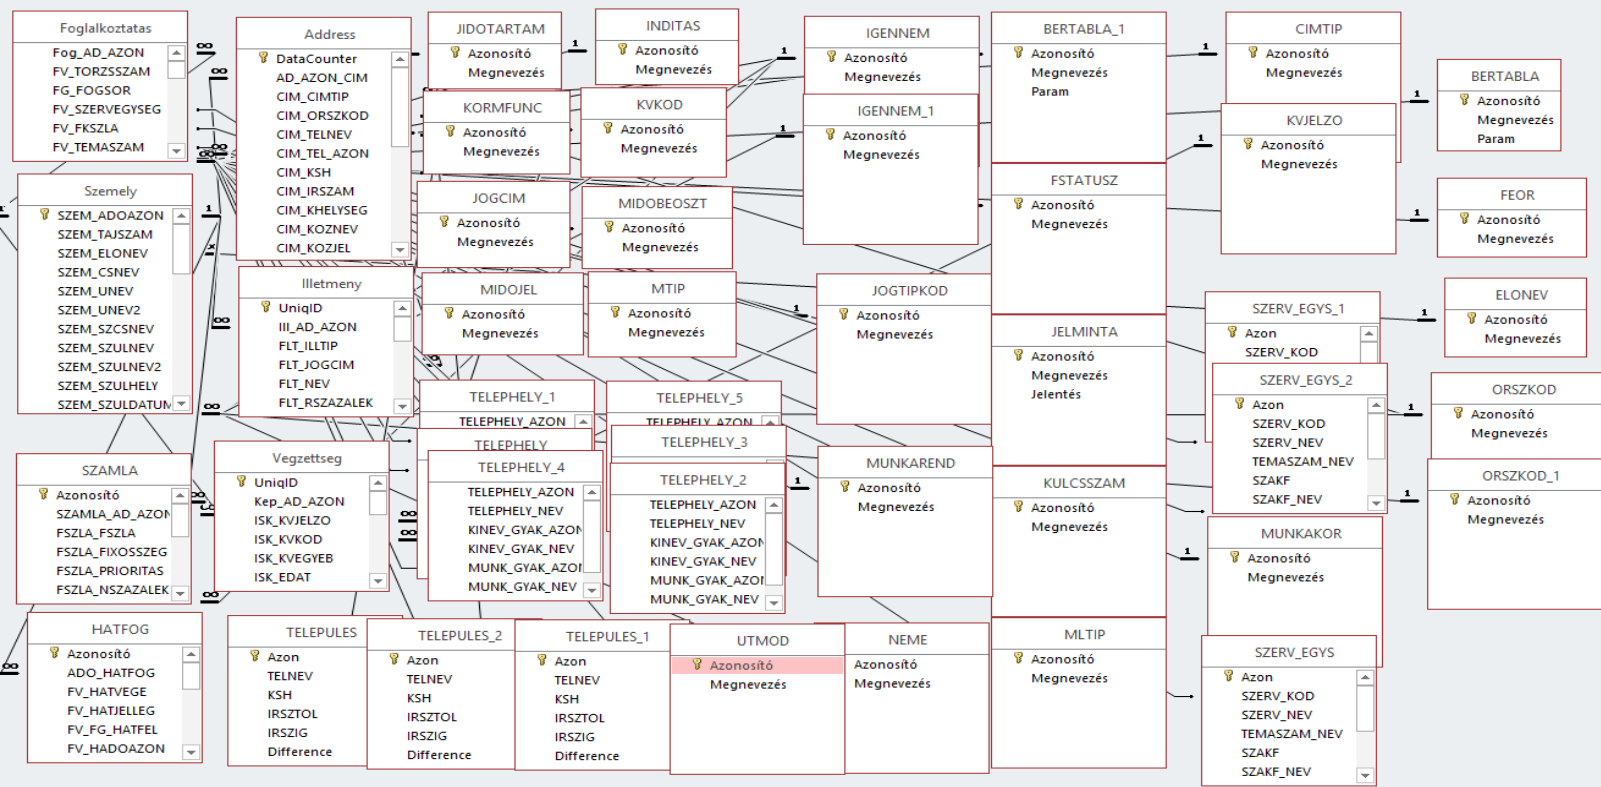 Foglalkoztatas
Fog_AD_AZON
FV_TORZSSZAM
FG_FOGSOR
FV_SZERVEGYSEG
FV_FKSZLA
FV_TEMASZAM
Address
DataCounter
AD_AZON_CIM
CIM_CIMTIP
CIM_ORSZKOD
CIM_TELNEV
CIM_TEL_AZON
CIM_KSH
CIM_IRSZAM
CIM_KHELYSEG
CIM_KOZNEV
CIM_KOZJEL
JIDOTARTAM
Azonosító
Megnevezés
INDITAS
Azonosító
Megnevezés
IGENNEM
Azonosító
Megnevezés
BERTABLA_1
Azonosító
Megnevezés
Param
CIMTIP
Azonosító
Megnevezés
BERTABLA
Azonosító
Megnevezés
Param
KORMFUNC
Azonosító
Megnevezés
KVKOD
Azonosító
Megnevezés
IGENNEM_1
Azonosító
Megnevezés
KVJELZO
Azonosító
Megnevezés
Szemely
SZEM_ADOAZON
SZEM_TAJSZAM
SZEM_ELONEV
SZEM_CSNEV
SZEM_UNEV
SZEM_UNEV2
SZEM_SZCSNEV
SZEM_SZULNEV
SZEM_SZULNEV2
SZEM_SZULHELY
SZEM_SZULDATUM
JOGCIM
Azonosító
Megnevezés
MIDOBEOSZT
Azonosító
Megnevezés
FSTATUSZ
Azonosító
Megnevezés
FEOR
Azonosító
Megnevezés
Illetmeny
UniqID
Ill_AD_AZON
FLT_ILLTIP
FLT_JOGCIM
FLT_NEV
FLT_RSZAZALEK
MIDOJEL
Azonosító
Megnevezés
MTIP
Azonosító
Megnevezés
JOGTIPKOD
Azonosító
Megnevezés
JELMINTA
Azonosító
Megnevezés
Jelentés
SZERV_EGYS_1
Azon
SZERV_KOD
ELONEV
Azonosító
Megnevezés
SZERV_EGYS_2
Azon
SZERV_KOD
SZERV_NEV
TEMASZAM_NEV
SZAKF
SZAKF_NEV
ORSZKOD
Azonosító
Megnevezés
TELEPHELY_1
TELEPHELY_AZON
TELEPHELY_5
TELEPHELY_AZON
TELEPHELY
TELEPHELY_3
TELEPHELY_4
TELEPHELY_AZON
TELEPHELY_NEV
KINEV_GYAK_AZON
KINEV_GYAK_NEV
MUNK_GYAK_AZON
MUNK_GYAK_NEV
TELEPHELY_2
TELEPHELY_AZON
TELEPHELY_NEV
KINEV_GYAK_AZON
KINEV_GYAK_NEV
MUNK_GYAK_AZON
MUNK_GYAK_NEV
SZAMLA
Azonosító
SZAMLA_AD_AZON
FSZLA_FSZLA
FSZLA_FIXOSSZEG
FSZLA_PRIORITAS
FSZLA_NSZAZALEK
Vegzettseg
UniqID
Kep_AD_AZON
ISK_KVJELZO
ISK_KVKOD
ISK_KVEGYEB
ISK_EDAT
MUNKAREND
Azonosító
Megnevezés
KULCSSZAM
Azonosító
Megnevezés
ORSZKOD_1
Azonosító
Megnevezés
MUNKAKOR
Azonosító
Megnevezés
HATFOG
Azonosító
ADO_HATFOG
FV_HATVEGE
FV_HATJELLEG
FV_FG_HATFEL
FV_HADOAZON
TELEPULES
Azon
TELNEV
KSH
IRSZTOL
IRSZIG
Difference
TELEPULES_2
Azon
TELNEV
KSH
IRSZTOL
IRSZIG
Difference
TELEPULES_1
Azon
TELNEV
KSH
IRSZTOL
IRSZIG
Difference
UTMOD
Azonosító
Megnevezés
NEME
Azonosító
Megnevezés
MLTIP
Azonosító
Megnevezés
SZERV_EGYS
Azon
SZERV_KOD
SZERV_NEV
TEMASZAM_NEV
SZAKF
SZAKF_NEV